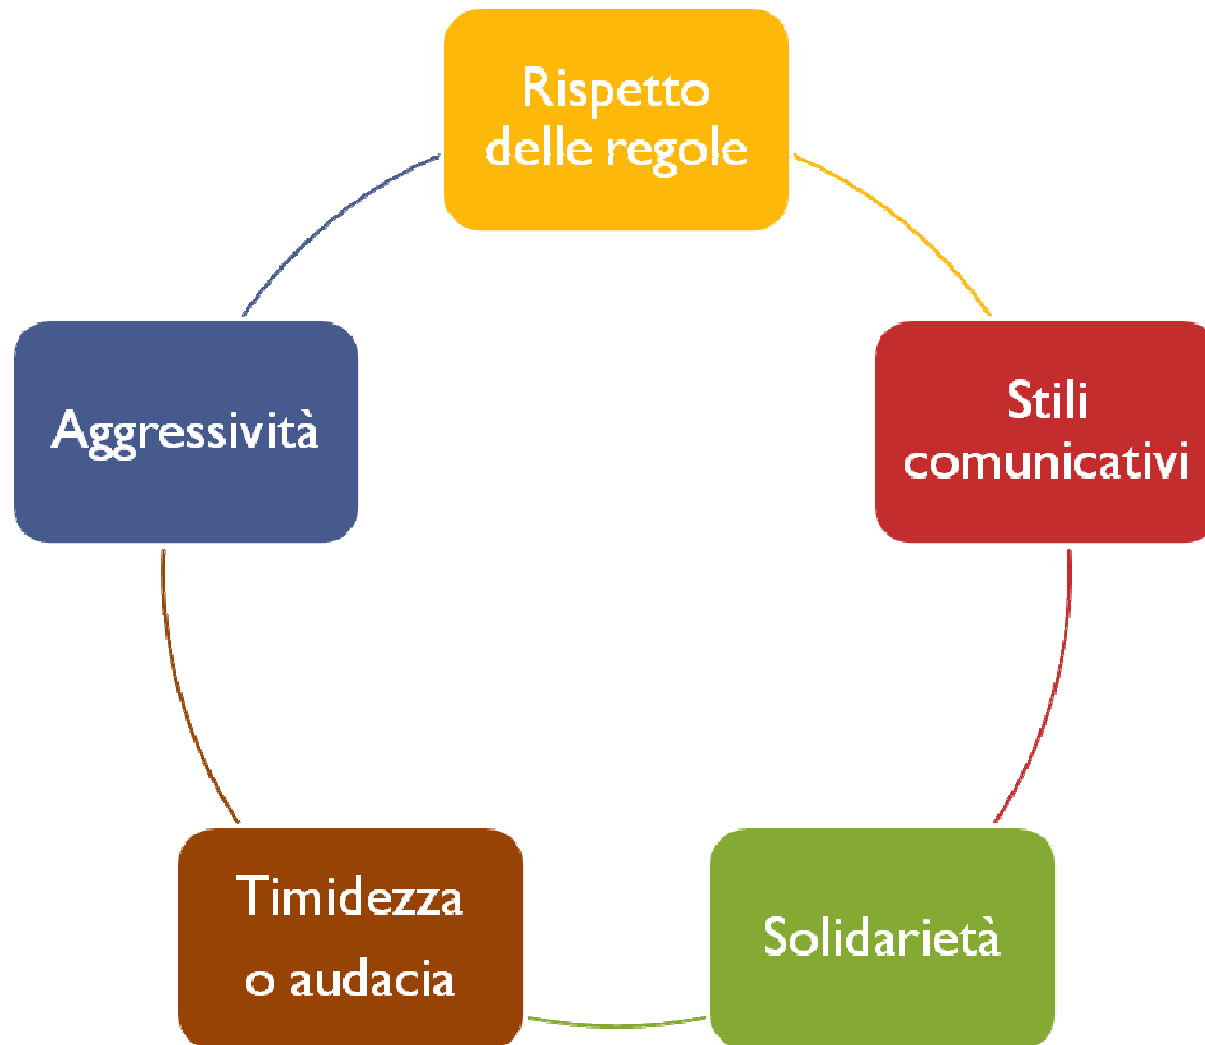 Rispetto
delle regole
Stili
comunicativi
Solidarietà
Timidezza
o audacia
Aggressività